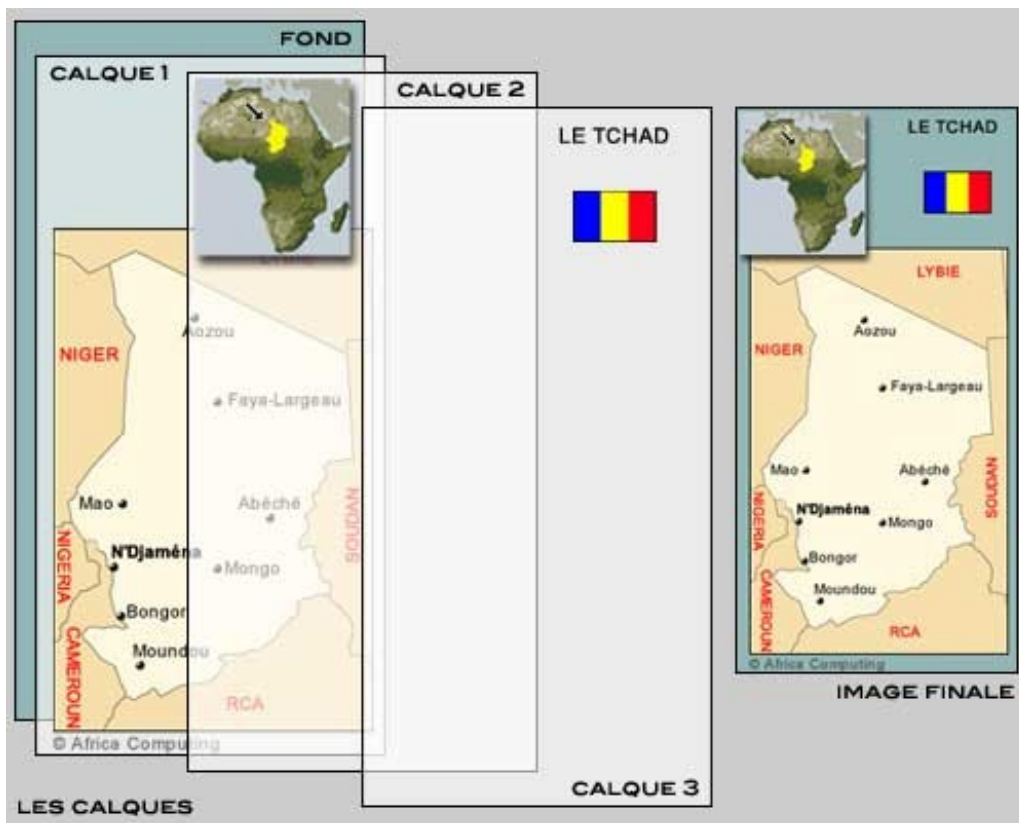 FOND
CALQUE 1
CALQUE 2
LE TCHAD
Aozou
NIGER
Faya-Largeau
Mao
Abéché
SOUDAN
N'Djaména
NIGERIA
Mongo
Bongor
CAMEROUN
Moundou
RCA
© Africa Computing
CALQUE 3
LES CALQUES
LE TCHAD
LYBIE
Aozou
NIGER
Faya-Largeau
Mao
Abéché
SOUDAN
NIGERIA
N'Djaména
Mongo
Bongor
CAMEROUN
Moundou
RCA
© Africa Computing
IMAGE FINALE